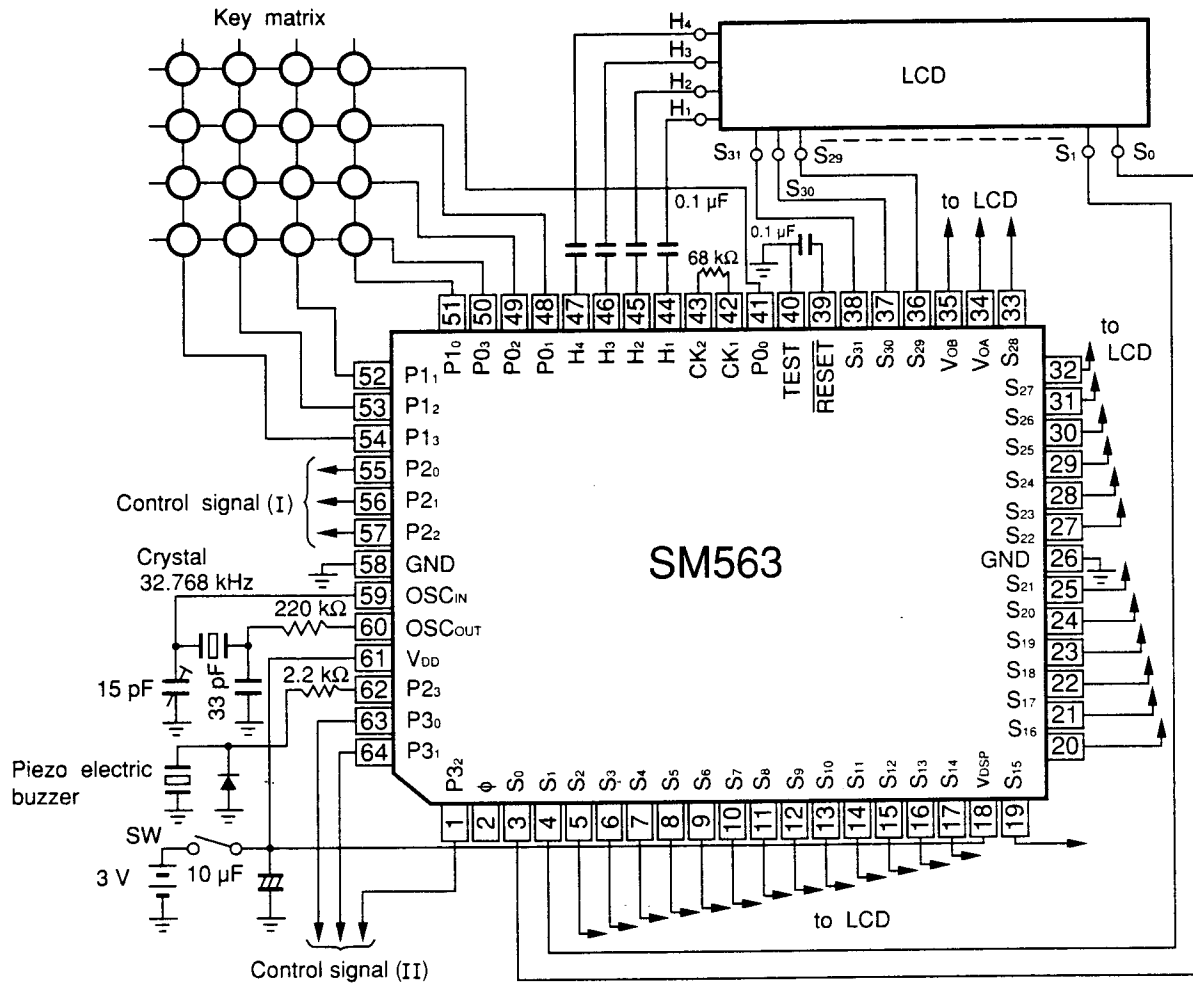 Key matrix
H4
H3
H2
H1
LCD
S31
S30
S29
S1
S0
0.1 µF
0.1 µF
68 kΩ
to LCD
51 50 49 48 47 46 45 44 43 42 41 40 39 38 37 36 35 34 33
P10 P03 P02 P01 H4 H3 H2 H1 CK2 CK1 P00 TEST RESET S31 S30 S29 VOB VOA S28
to
LCD
52 P11
53 P12
54 P13
55 P20
56 P21
57 P22
58 GND
59 OSCIN
60 OSCOUT
61 VDD
62 P23
63 P30
64 P31
Control signal (I)
Crystal
32.768 kHz
220 kΩ
15 pF
33 pF
2.2 kΩ
Piezo electric
buzzer
SW
3 V
10 µF
SM563
32
S27 31
S26 30
S25 29
S24 28
S23 27
S22
GND 26
S21 25
S20 24
S19 23
S18 22
S17 21
S16 20
P32 ϕ S0 S1 S2 S3 S4 S5 S6 S7 S8 S9 S10 S11 S12 S13 S14 VDSP S15
1 2 3 4 5 6 7 8 9 10 11 12 13 14 15 16 17 18 19
to LCD
Control signal (II)